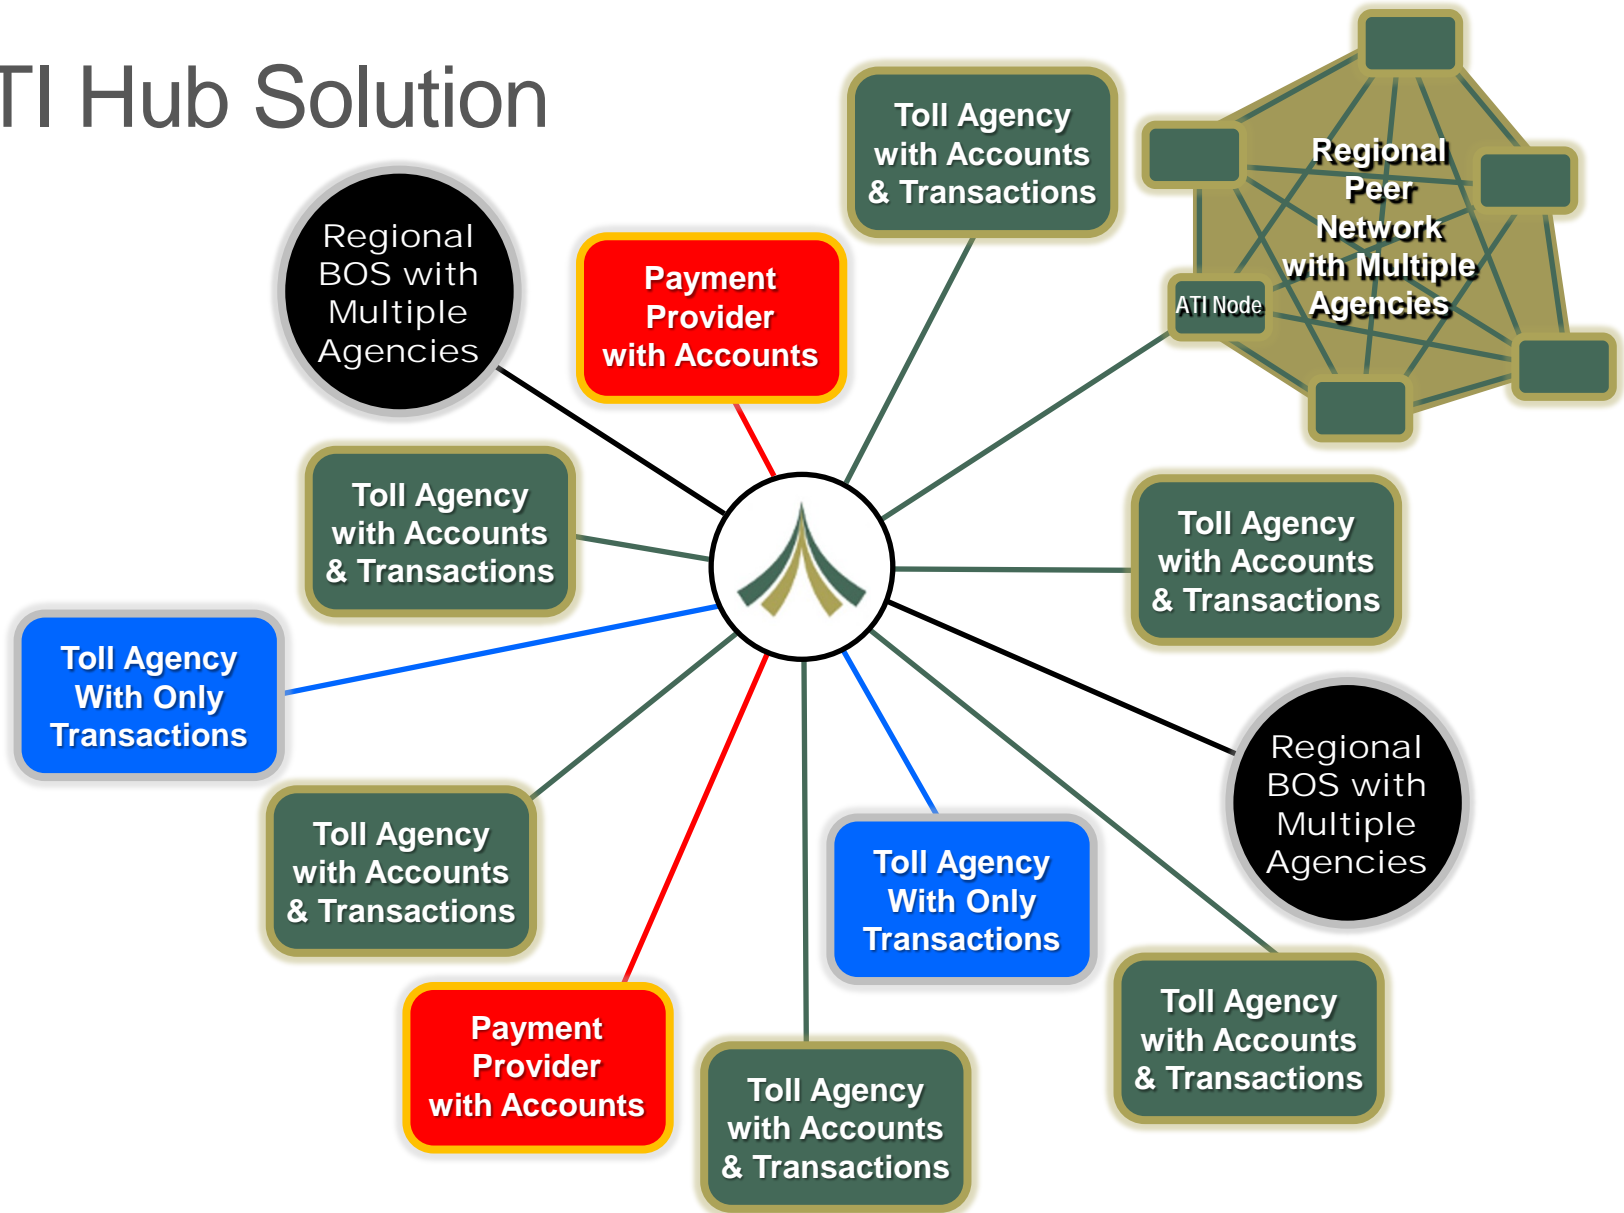 TI Hub Solution
Toll Agency
with Accounts
& Transactions
Regional
Peer
Network
with Multiple
Agencies
ATI Node
Regional
BOS with
Multiple
Agencies
Payment
Provider
with Accounts
Toll Agency
with Accounts
& Transactions
Toll Agency
with Accounts
& Transactions
Toll Agency
With Only
Transactions
Regional
BOS with
Multiple
Agencies
Toll Agency
with Accounts
& Transactions
Toll Agency
With Only
Transactions
Toll Agency
with Accounts
& Transactions
Payment
Provider
with Accounts
Toll Agency
with Accounts
& Transactions